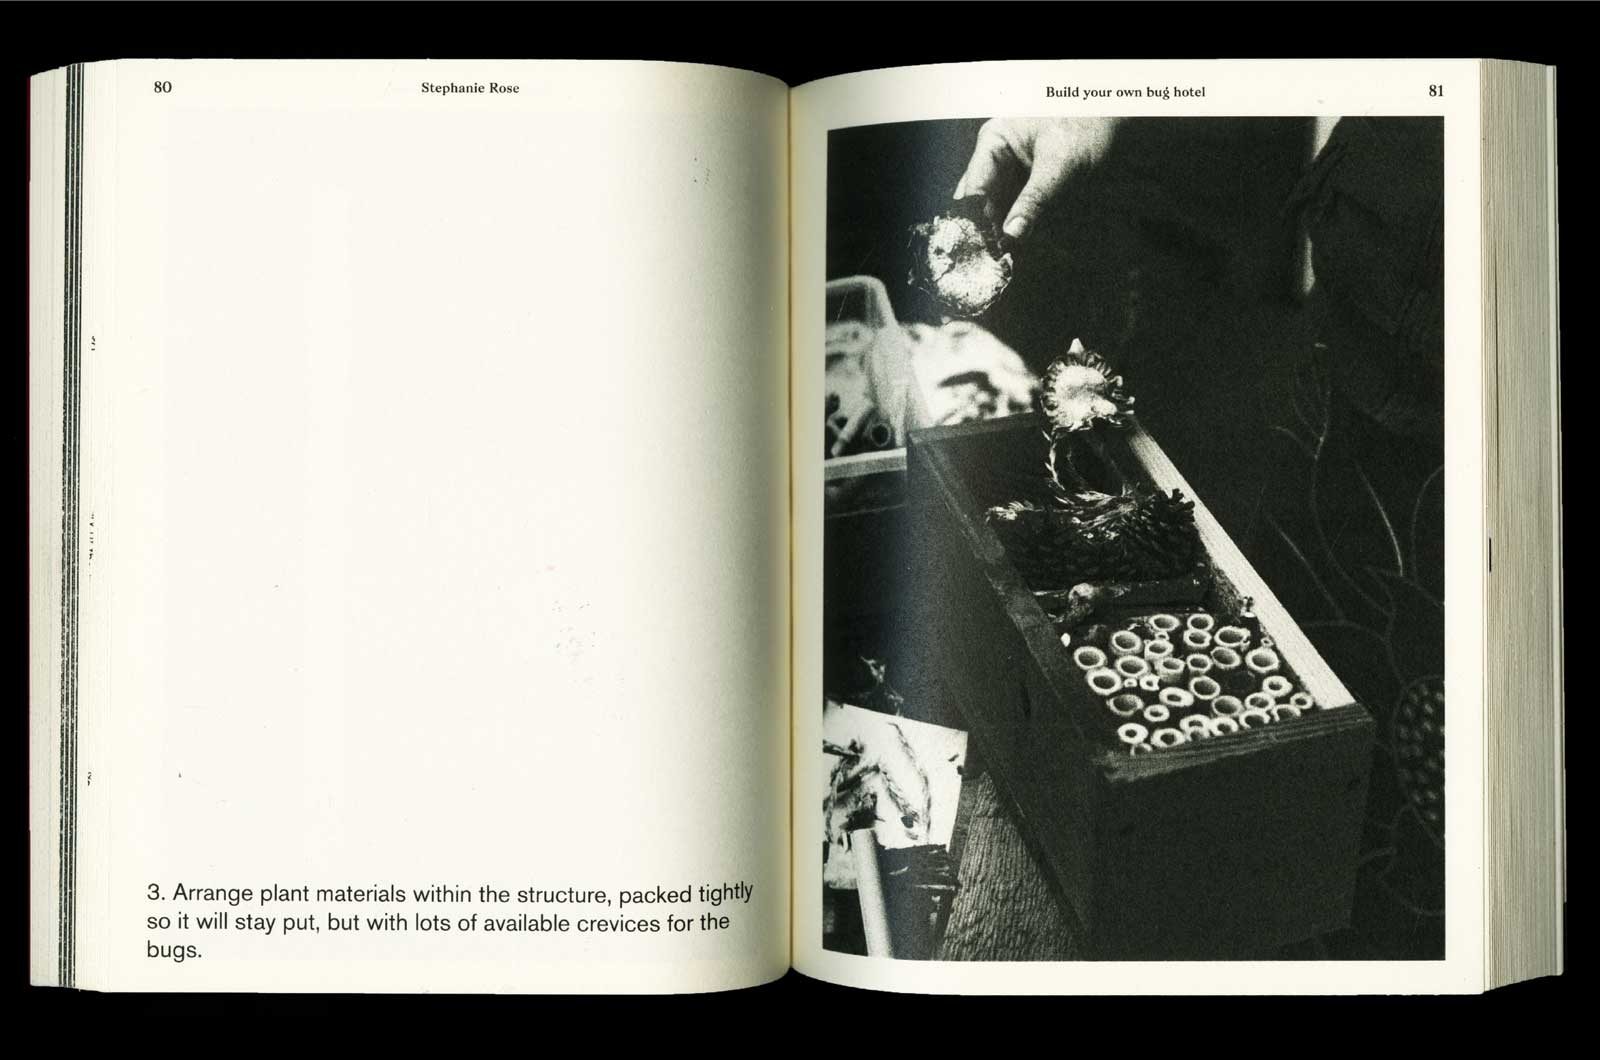 80
Stephanie Rose
Build your own bug hotel
81
3. Arrange plant materials within the structure, packed tightly
so it will stay put, but with lots of available crevices for the
bugs.